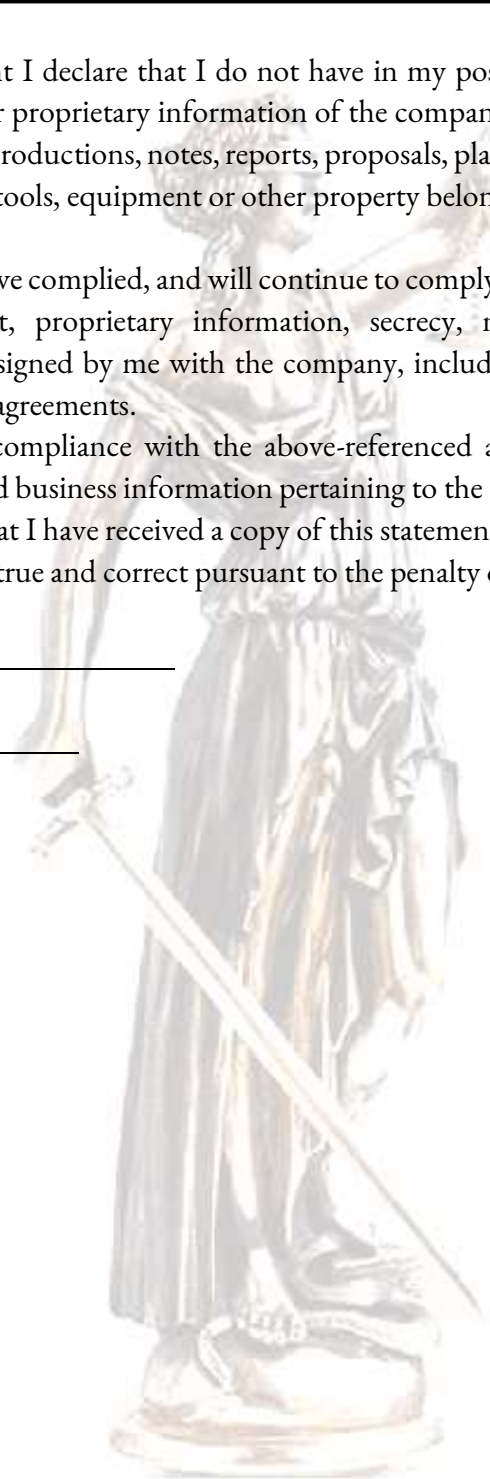 nt I declare that I do not have in my pos
r proprietary information of the compan
roductions, notes, reports, proposals, pla
tools, equipment or other property belon
ve complied, and will continue to comply
t, proprietary information, secrecy, n
signed by me with the company, includ
agreements.
compliance with the above-referenced a
d business information pertaining to the
at I have received a copy of this statement
true and correct pursuant to the penalty o